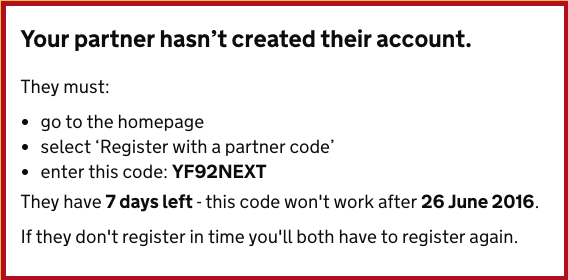 Your partner hasn’t created their account.
They must:
• go to the homepage
• select ‘Register with a partner code’
• enter this code: YF92NEXT
They have 7 days left - this code won't work after 26 June 2016.
If they don't register in time you'll both have to register again.